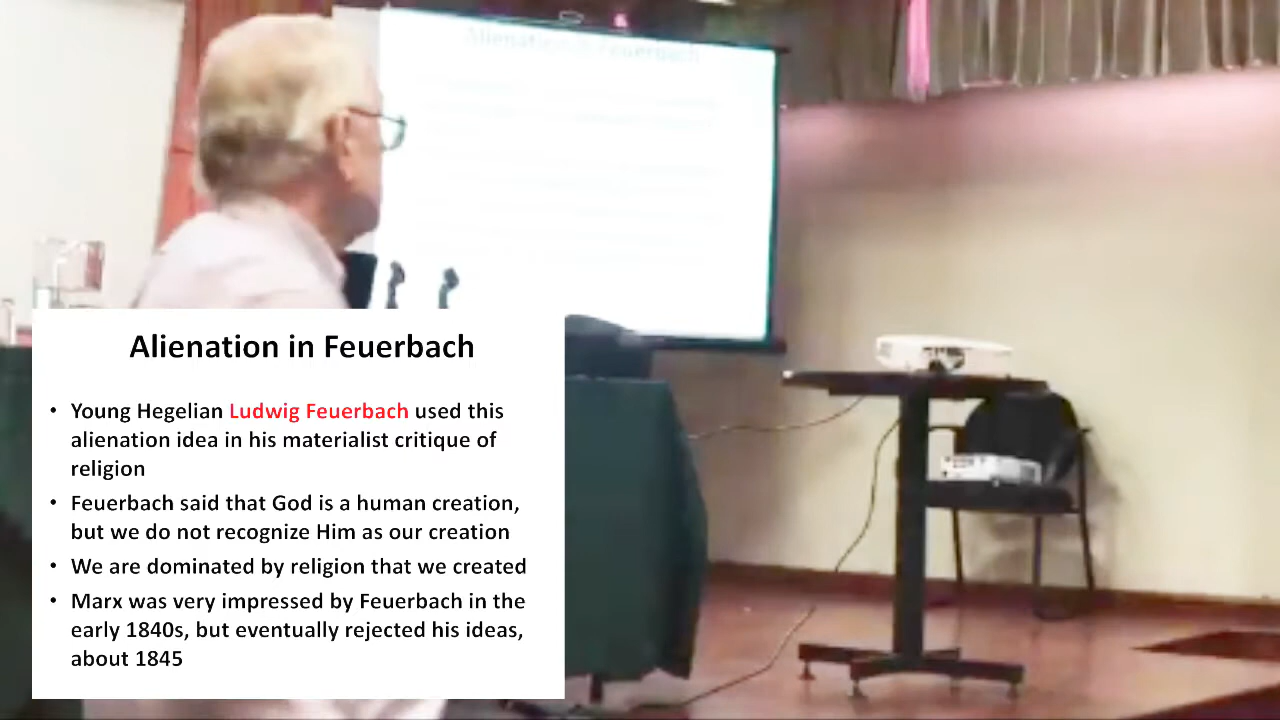 Alienation in Feuerbach
Alienation in Feuerbach
• Young Hegelian Ludwig Feuerbach used this
alienation idea in his materialist critique of
religion
• Feuerbach said that God is a human creation,
but we do not recognize Him as our creation
• We are dominated by religion that we created
• Marx was very impressed by Feuerbach in the
early 1840s, but eventually rejected his ideas,
about 1845